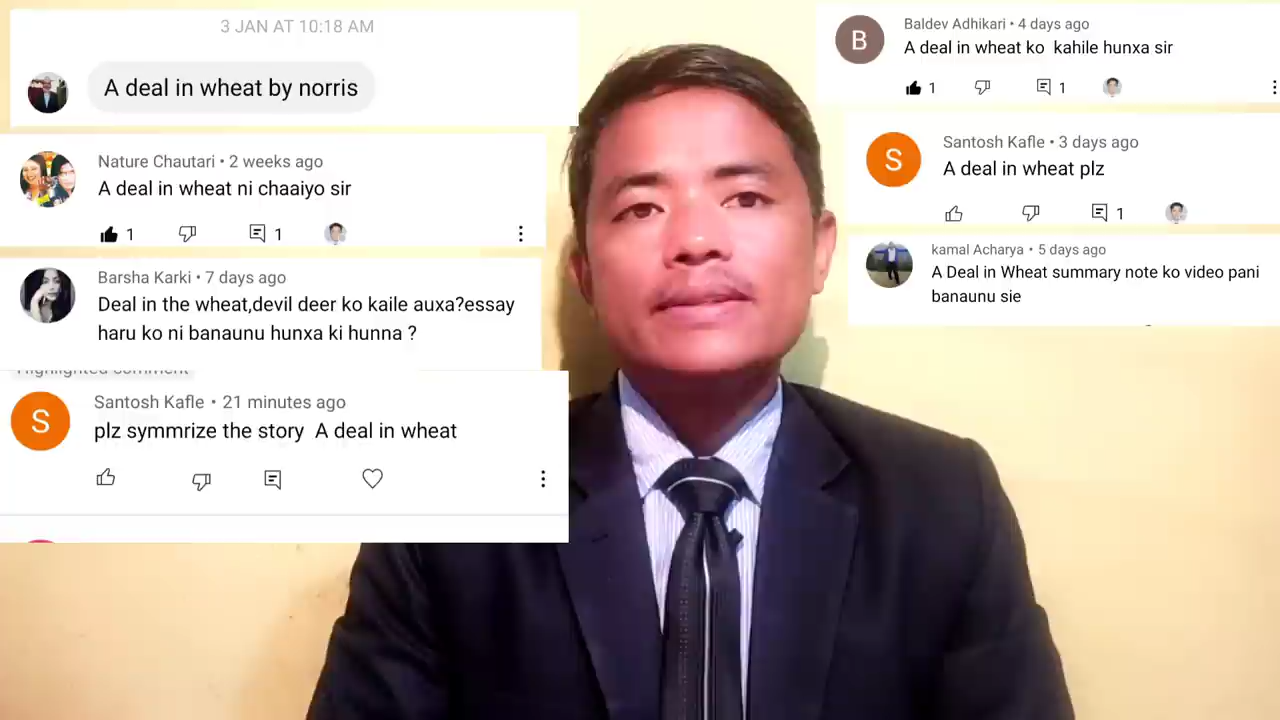 3 JAN AT 10:18 AM
A deal in wheat by norris
Nature Chautari • 2 weeks ago
A deal in wheat ni chaaiyo sir
1
1
Barsha Karki • 7 days ago
Deal in the wheat,devil deer ko kaile auxa?essay
haru ko ni banaunu hunxa ki hunna ?
Highlighted comment
S
Santosh Kafle • 21 minutes ago
plz symmrize the story A deal in wheat
B
Baldev Adhikari • 4 days ago
A deal in wheat ko kahile hunxa sir
1
1
S
Santosh Kafle • 3 days ago
A deal in wheat plz
1
kamal Acharya • 5 days ago
A Deal in Wheat summary note ko video pani
banaunu sie